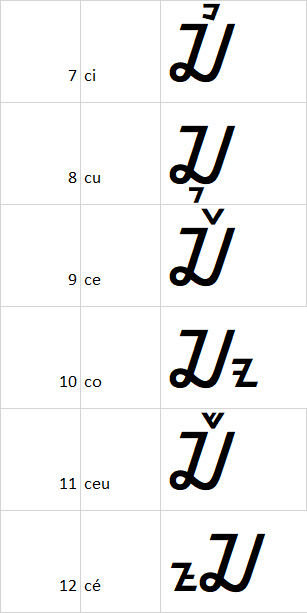 7 ci ᮎᮤ
8 cu ᮎᮥ
9 ce ᮎᮨ
10 co ᮎᮧ
11 ceu ᮎᮩ
12 cé ᮎᮦ